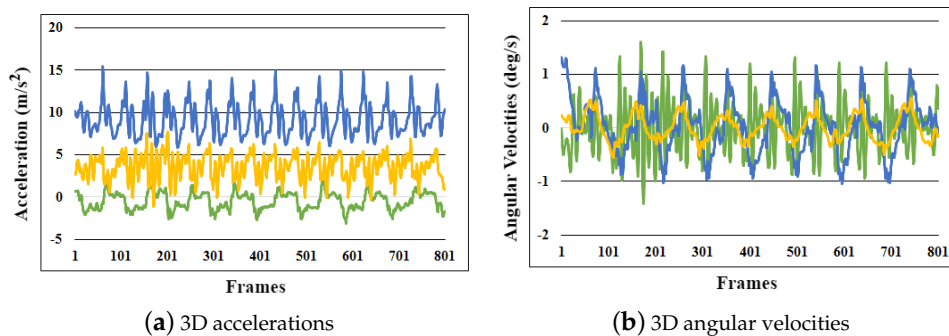 Acceleration (m/s²)
20
15
10
5
0
-5
1 101 201 301 401 501 601 701 801
Frames
(a) 3D accelerations
Angular Velocities (deg/s)
2
1
0
-1
-2
1 101 201 301 401 501 601 701 801
Frames
(b) 3D angular velocities